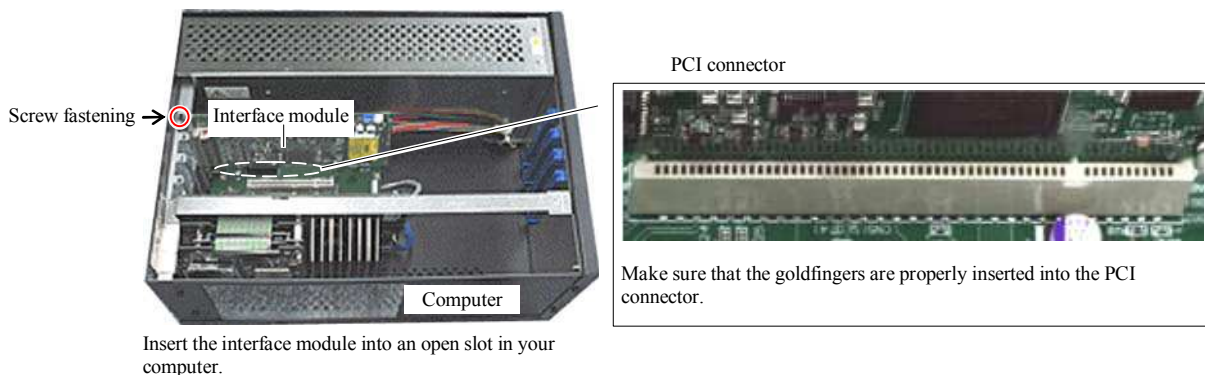 PCI connector
Screw fastening
Interface module
Computer
Make sure that the goldfingers are properly inserted into the PCI
connector.
Insert the interface module into an open slot in your
computer.